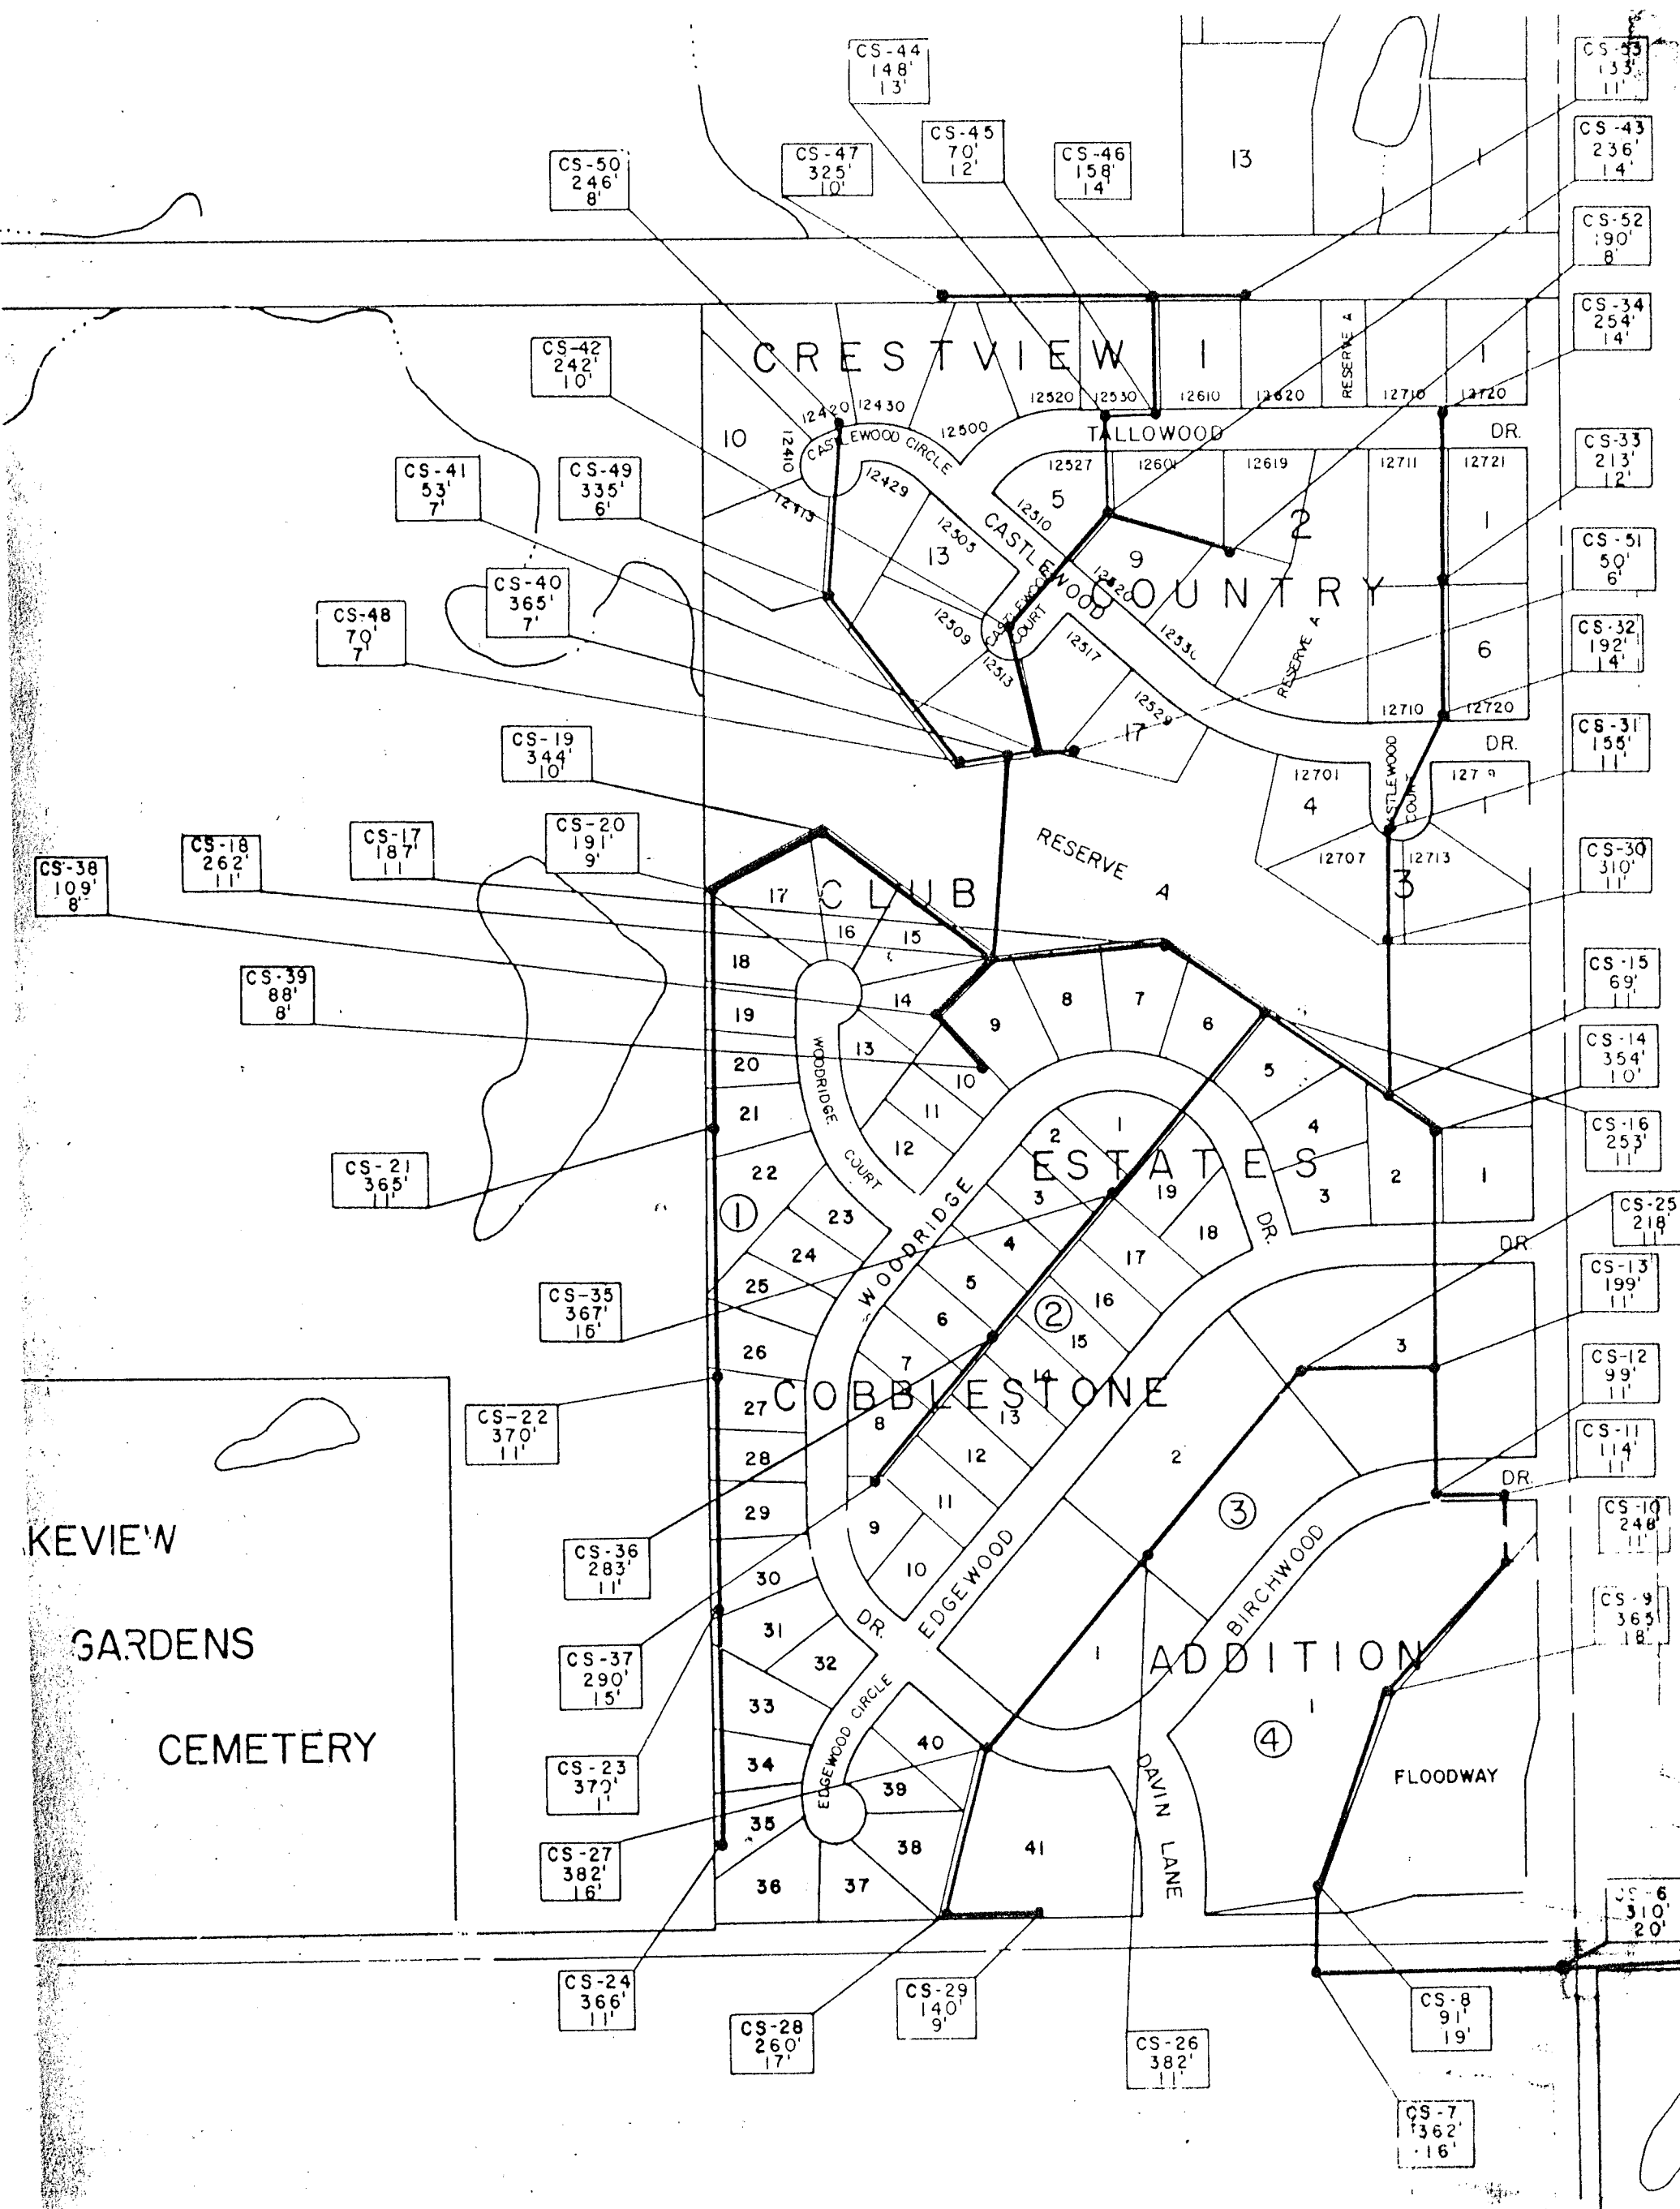 CS-44
148'
13'
CS-53
133'
11'
CS-50
246'
8'
CS-47
325'
10'
CS-45
70'
12'
CS-46
158'
14'
13
1
CS-43
236'
14'
CS-52
190'
8'
CS-34
254'
14'
CS-42
242'
10'
CRESTVIEW
1
RESERVE A
1
12420
12430
12520
12530
12610
12620
12710
12720
10
12410
CASTLEWOOD CIRCLE
12500
TALLOWOOD
DR.
CS-41
53'
7'
CS-49
335'
6'
12413
12429
12527
12601
12619
12711
12721
CS-33
213'
12'
5
12510
12505
13
CASTLEWOOD
2
1
9
12520
COUNTRY
CS-51
50'
6'
CS-48
70'
7'
CS-40
365'
7'
CASTLEWOOD
COURT
12509
12513
12517
12530
RESERVE A
6
CS-32
192'
14'
12529
17
12710
12720
CS-19
344'
10'
CASTLEWOOD
COURT
DR.
CS-31
155'
11'
12701
4
1
CS-38
109'
8'
CS-18
262'
11'
CS-17
187'
11
CS-20
191'
9'
RESERVE A
12707
12713
3
CS-30
310'
11'
17
CLUB
16
15
18
CS-39
88'
8'
19
14
9
8
7
6
CS-15
69'
11'
20
WOODRIDGE
COURT
13
10
5
CS-14
354'
10'
21
11
12
1
2
4
CS-16
253'
11'
CS-21
365'
11'
22
ESTATES
3
19
3
2
1
1
23
18
DR.
CS-25
218'
11'
24
WOODRIDGE
4
17
DR.
25
5
16
CS-35
367'
15'
CS-13
199'
11'
6
2
15
26
7
14
3
CS-12
99'
11'
COBBLESTONE
27
8
13
CS-22
370'
11'
28
12
2
CS-11
114'
11'
DR.
29
11
3
CS-10
248'
11'
KEVIEW
9
CS-36
283'
11'
30
10
EDGEWOOD
BIRCHWOOD
CS-9
365'
18'
GARDENS
31
DR.
CS-37
290'
15'
32
1
ADDITION
33
EDGEWOOD CIRCLE
1
CEMETERY
40
4
34
DAVIN LANE
FLOODWAY
CS-23
370'
39
35
CS-27
382'
16'
38
41
36
37
310'
20'
CS-24
366'
11'
CS-29
140'
9'
CS-8
91'
19'
CS-28
260'
17'
CS-26
382'
11'
CS-7
362'
16'